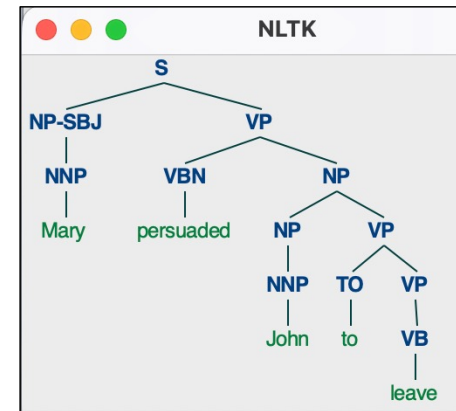 NLTK
S
NP-SBJ VP
NNP VBN NP
Mary persuaded NP VP
NNP TO VP
John to VB
leave